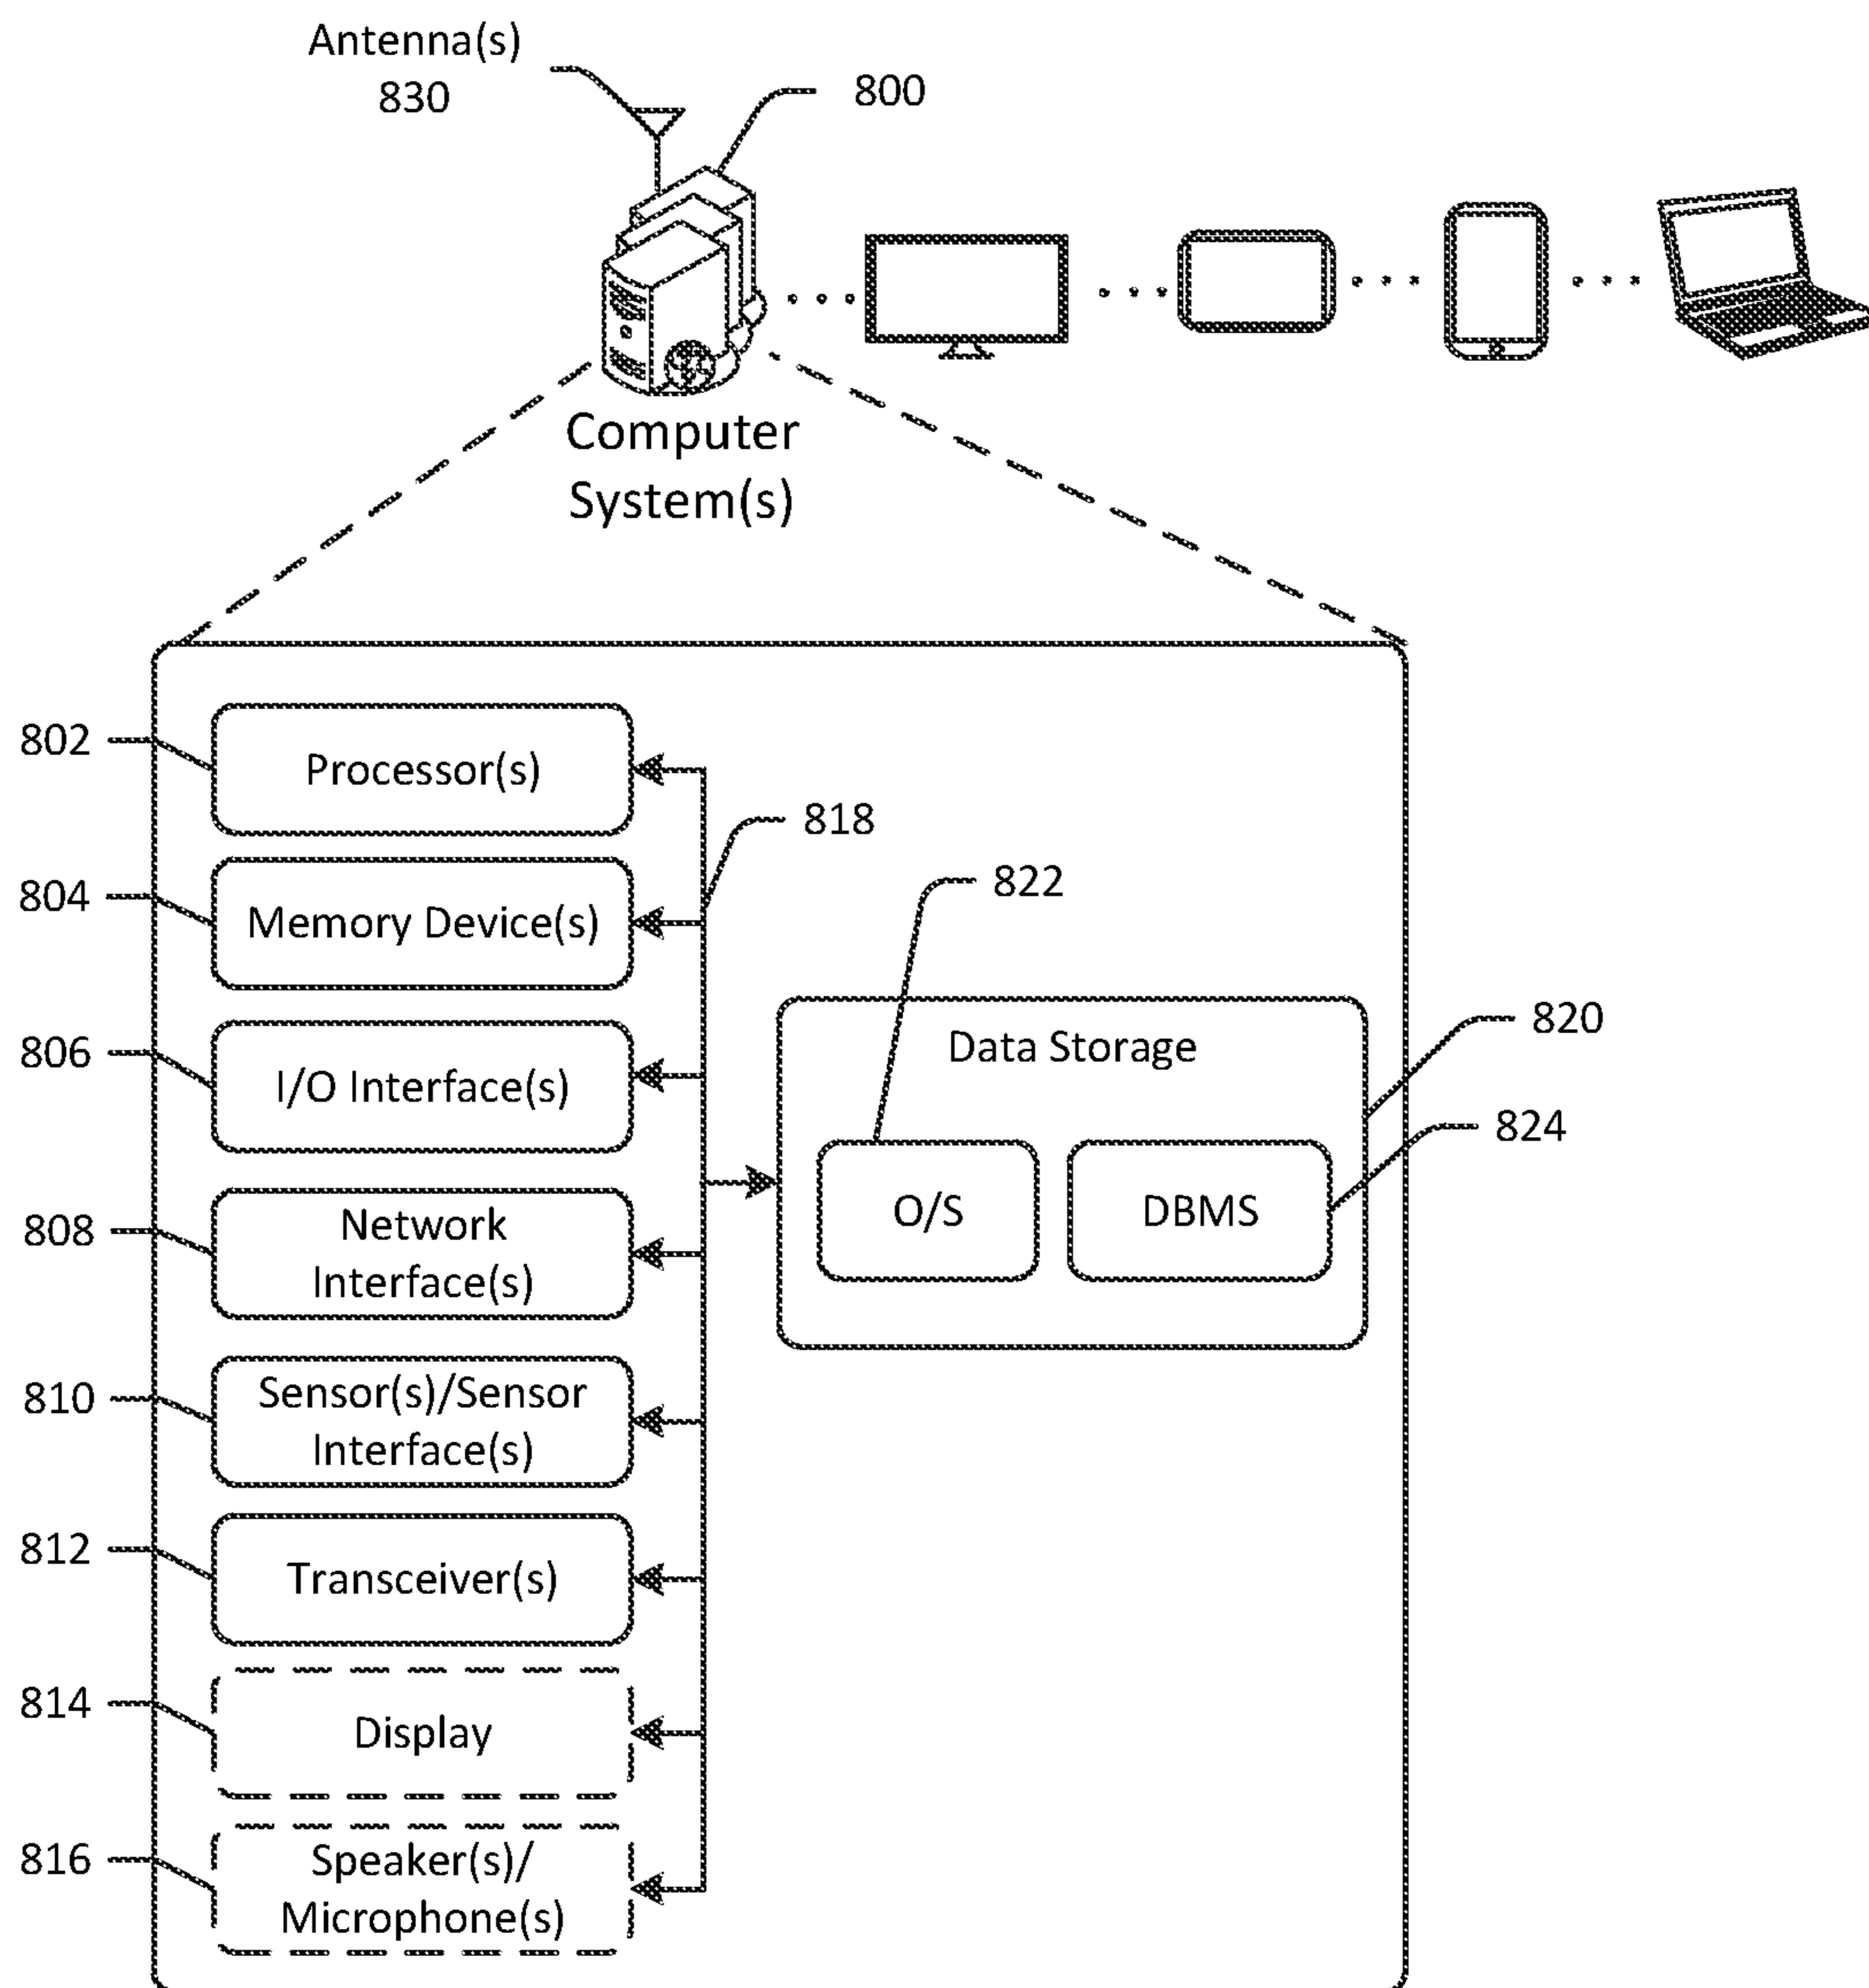 Antenna(s)
830
800
Computer
System(s)
802
Processor(s)
818
804
Memory Device(s)
822
806
I/O Interface(s)
Data Storage
820
824
O/S
DBMS
808
Network
Interface(s)
810
Sensor(s)/Sensor
Interface(s)
812
Transceiver(s)
814
Display
816
Speaker(s)/
Microphone(s)